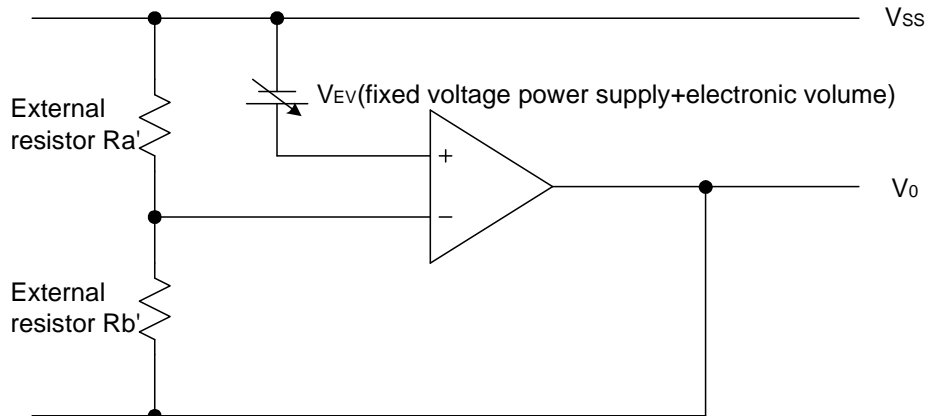 VSS
VEV(fixed voltage power supply+electronic volume)
External
resistor Ra'
+
−
V0
External
resistor Rb'